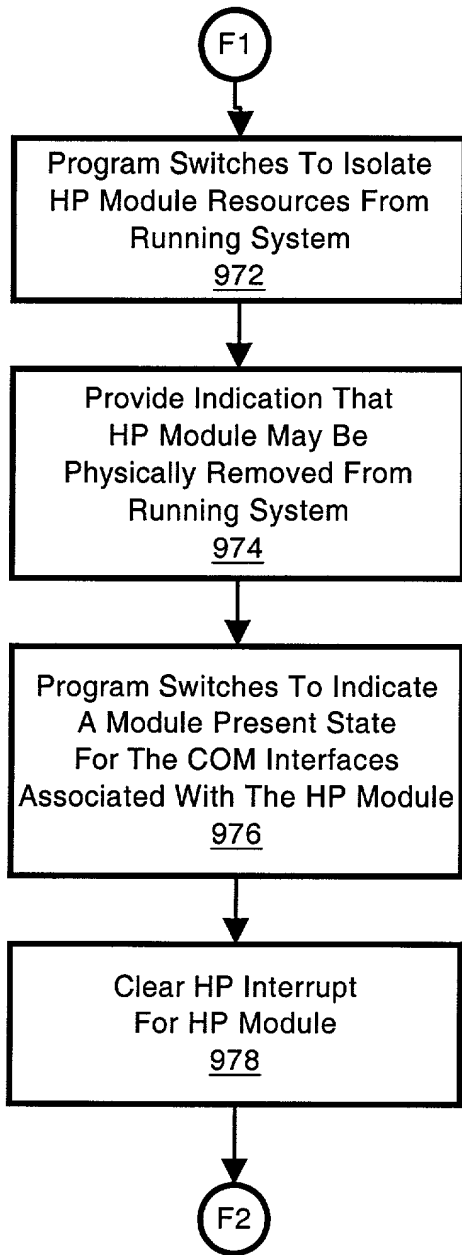 F1
Program Switches To Isolate
HP Module Resources From
Running System
972
Provide Indication That
HP Module May Be
Physically Removed From
Running System
974
Program Switches To Indicate
A Module Present State
For The COM Interfaces
Associated With The HP Module
976
Clear HP Interrupt
For HP Module
978
F2